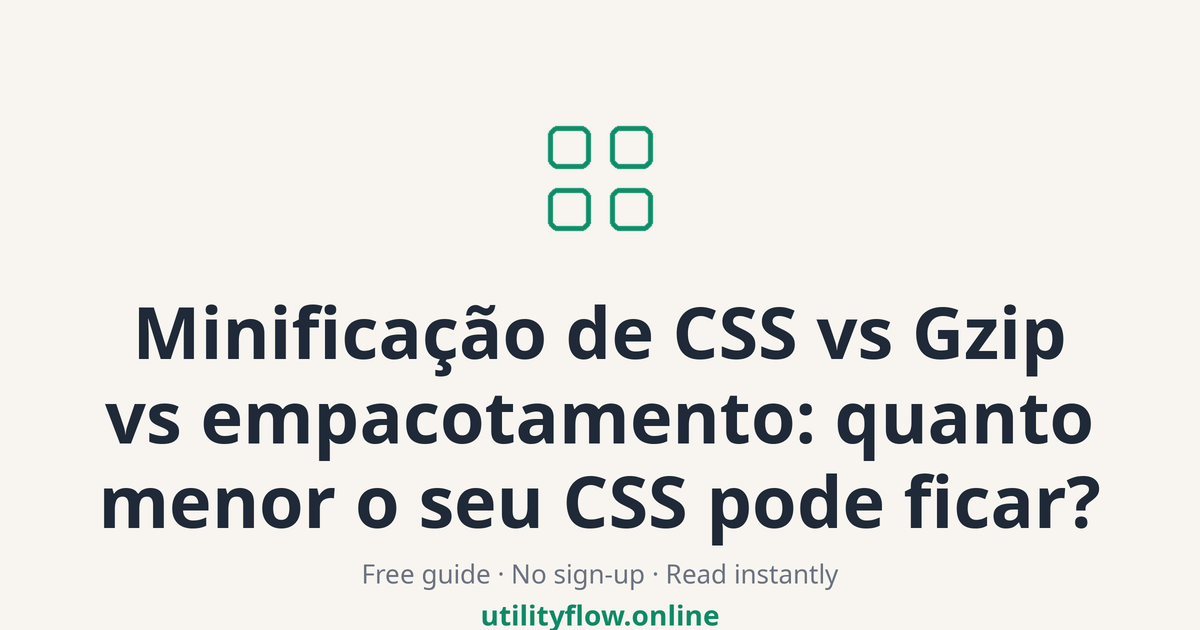 Minificação de CSS vs Gzip
vs empacotamento: quanto
menor o seu CSS pode ficar?
Free guide · No sign-up · Read instantly
utilityflow.online